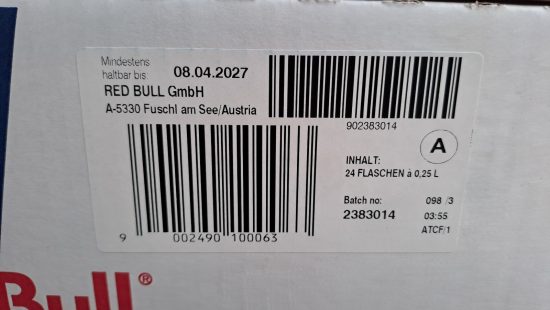 Mindestens
haltbar bis: 08.04.2027
RED BULL GmbH
A-5330 Fuschl am See/Austria
902383014
A
INHALT:
24 FLASCHEN à 0,25 L
Batch no: 098 /3
2383014 03:55
ATCF/1
9 002490 100063
Bull®